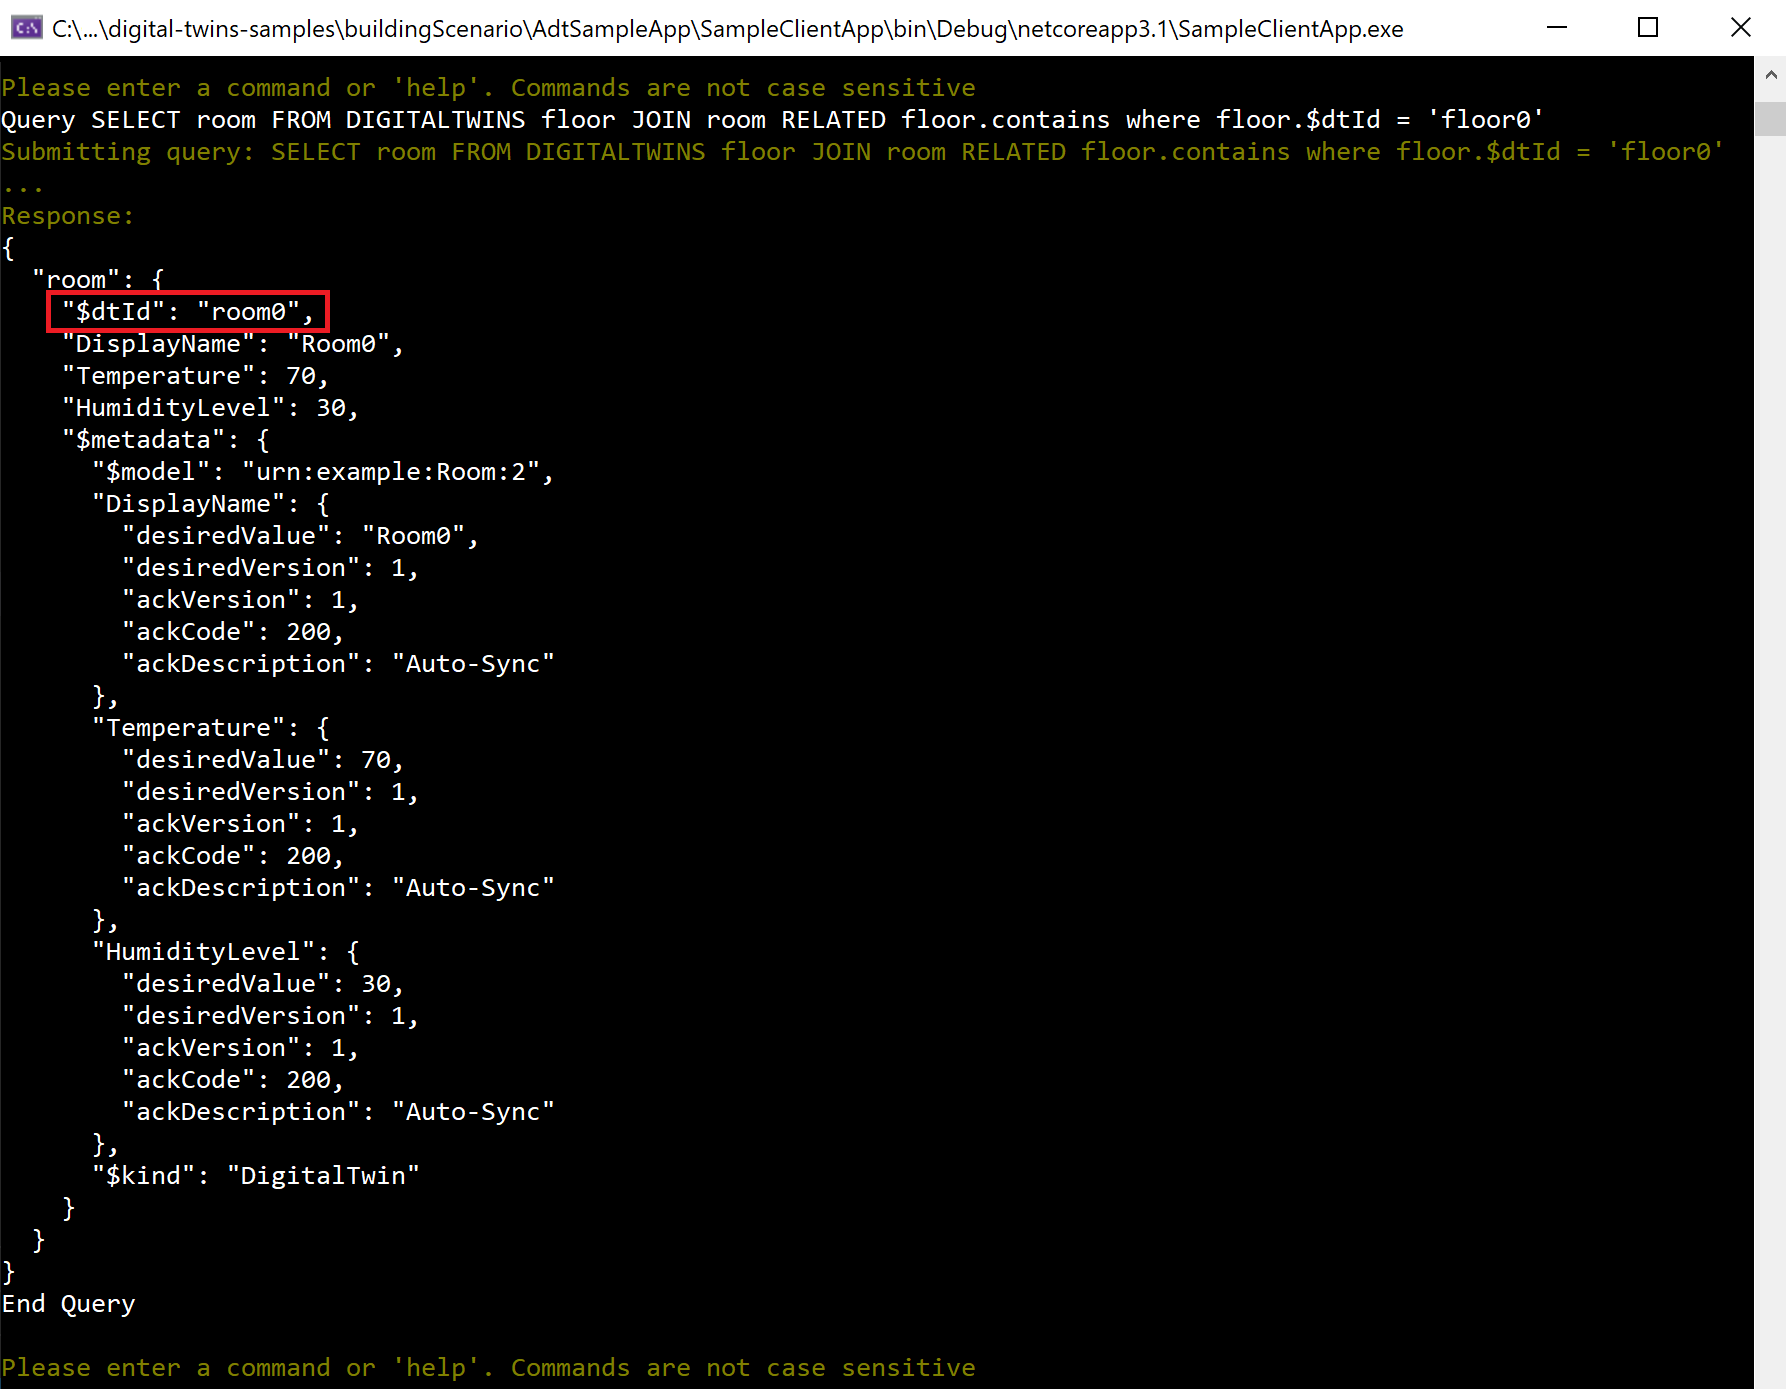 C:\...\digital-twins-samples\buildingScenario\AdtSampleApp\SampleClientApp\bin\Debug\netcoreapp3.1\SampleClientApp.exe
Please enter a command or 'help'. Commands are not case sensitive
Query SELECT room FROM DIGITALTWINS floor JOIN room RELATED floor.contains where floor.$dtId = 'floor0'
Submitting query: SELECT room FROM DIGITALTWINS floor JOIN room RELATED floor.contains where floor.$dtId = 'floor0'
...
Response:
{
  "room": {
    "$dtId": "room0",
    "DisplayName": "Room0",
    "Temperature": 70,
    "HumidityLevel": 30,
    "$metadata": {
      "$model": "urn:example:Room:2",
      "DisplayName": {
        "desiredValue": "Room0",
        "desiredVersion": 1,
        "ackVersion": 1,
        "ackCode": 200,
        "ackDescription": "Auto-Sync"
      },
      "Temperature": {
        "desiredValue": 70,
        "desiredVersion": 1,
        "ackVersion": 1,
        "ackCode": 200,
        "ackDescription": "Auto-Sync"
      },
      "HumidityLevel": {
        "desiredValue": 30,
        "desiredVersion": 1,
        "ackVersion": 1,
        "ackCode": 200,
        "ackDescription": "Auto-Sync"
      },
      "$kind": "DigitalTwin"
    }
  }
}
End Query
Please enter a command or 'help'. Commands are not case sensitive